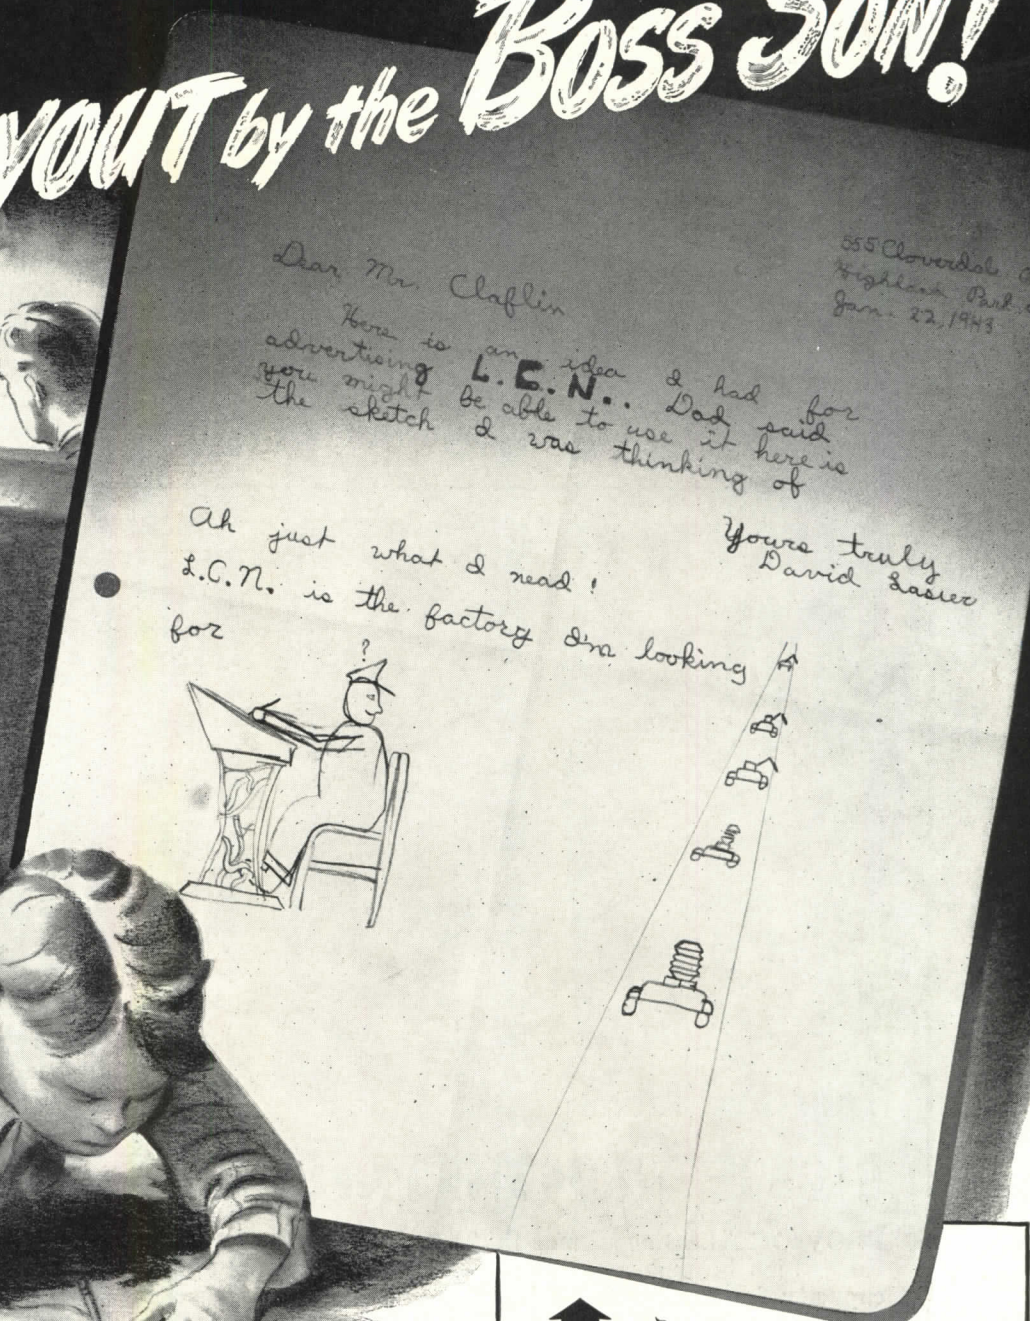 YOUT by the BOSS' SON!
555 Cloverdale
Highland Park
Jan. 22, 1943
Dear Mr. Claflin
Here is an idea I had for
advertising L.C.N.. Dad said
you might be able to use it here is
the sketch I was thinking of
Yours truly
David Lasier
Ah just what I nead!
L.C.N. is the factory I'm looking
for
?